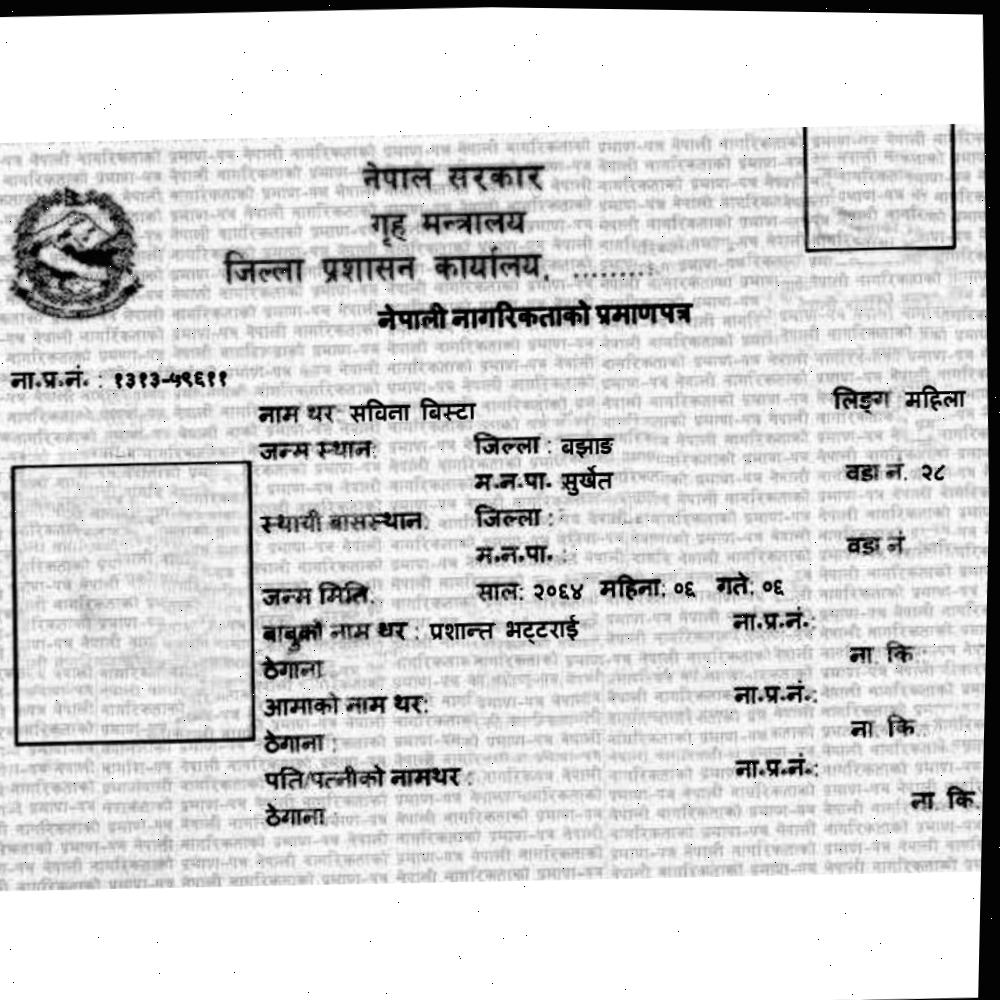 नेपाल सरकार
गृह मन्त्रालय
जिल्ला प्रशासन कार्यालय, .........
नेपाली नागरिकताको प्रमाणपत्र
ना.प्र.नं. : १३१३-५९६११
नाम थर: सविना बिस्टा लिङ्ग महिला
जन्म स्थान: जिल्ला : बझाङ
म.न.पा. सुर्खेत वडा नं. २८
स्थायी बासस्थान: जिल्ला :
म.न.पा. : वडा नं
जन्म मिति: साल: २०६४ महिना: ०६ गते: ०६
बाबुको नाम थर : प्रशान्त भट्टराई ना.प्र.नं.:
ठेगाना ना. कि.:
आमाको नाम थर: ना.प्र.नं.:
ठेगाना : ना. कि.
पति/पत्नीको नामथर : ना.प्र.नं.:
ठेगाना : ना. कि.